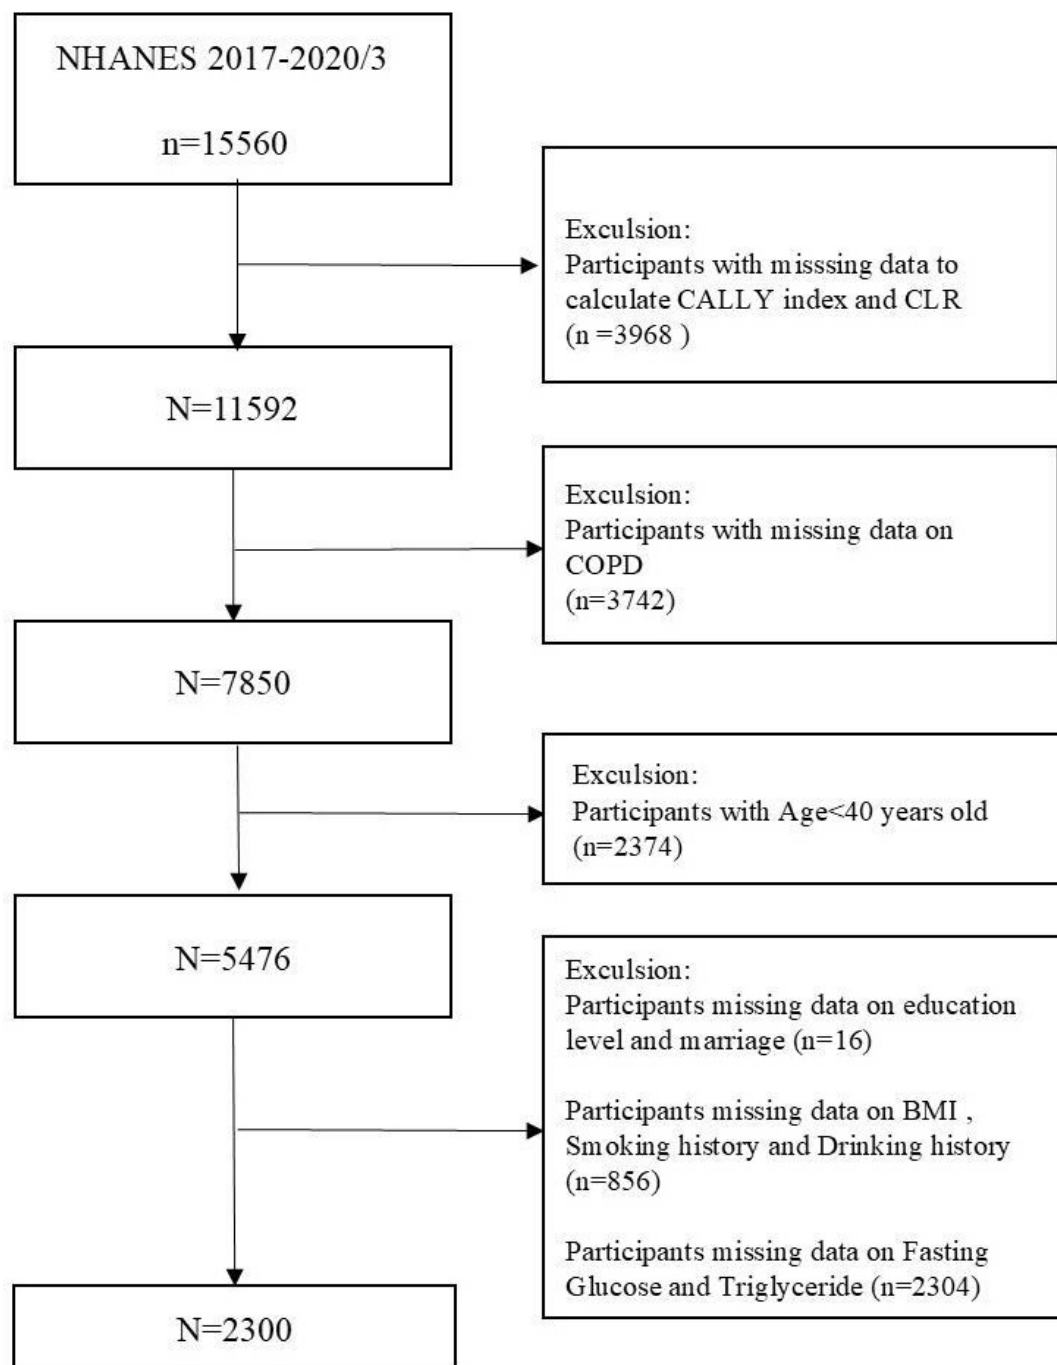 NHANES 2017-2020/3
n=15560
Exculsion:
Participants with misssing data to
calculate CALLY index and CLR
(n =3968 )
N=11592
Exculsion:
Participants with missing data on
COPD
(n=3742)
N=7850
Exculsion:
Participants with Age<40 years old
(n=2374)
N=5476
Exculsion:
Participants missing data on education
level and marriage (n=16)
Participants missing data on BMI ,
Smoking history and Drinking history
(n=856)
Participants missing data on Fasting
Glucose and Triglyceride (n=2304)
N=2300